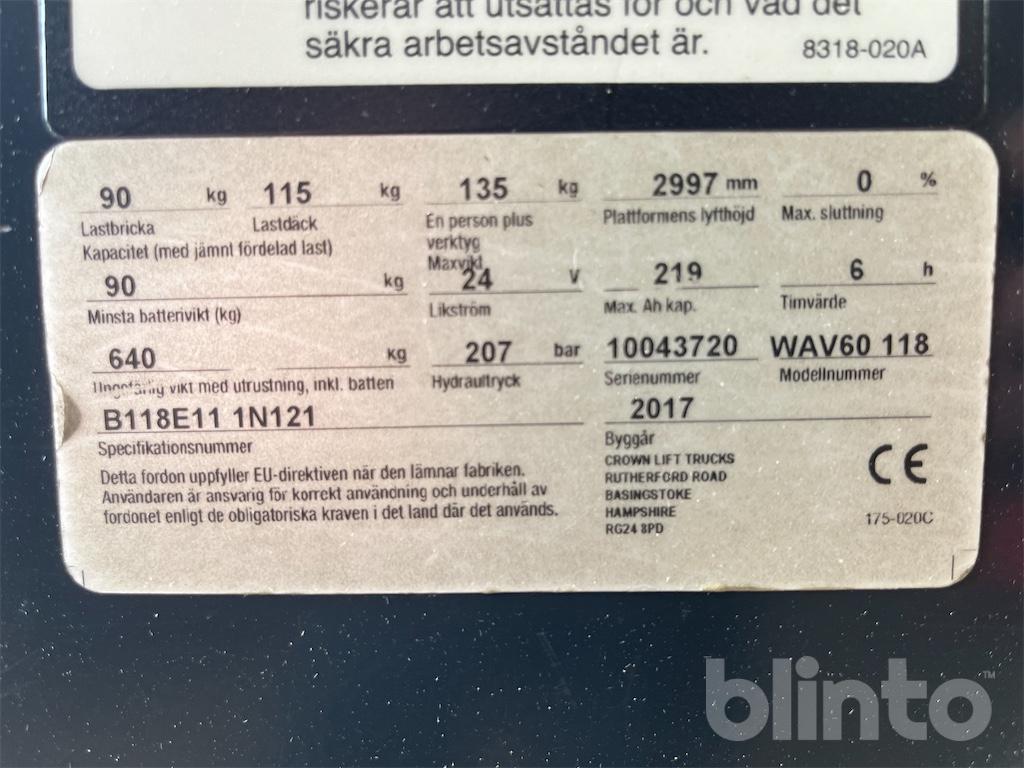 riskerar att utsättas för och vad det
säkra arbetsavståndet är.
8318-020A
90 kg 115 kg 135 kg 2997 mm 0 %
Lastbricka Lastdäck En person plus Plattformens lyfthöjd Max. sluttning
Kapacitet (med jämnt fördelad last) verktyg
Maxvikt
90 kg 24 V 219 6 h
Minsta batterivikt (kg) Likström Max. Ah kap. Timvärde
640 kg 207 bar 10043720 WAV60 118
Ungefärlig vikt med utrustning, inkl. batteri Hydraultryck Serienummer Modellnummer
B118E11 1N121 2017
Specifikationsnummer Byggår
Detta fordon uppfyller EU-direktiven när den lämnar fabriken.
Användaren är ansvarig för korrekt användning och underhåll av
fordonet enligt de obligatoriska kraven i det land där det används.
CROWN LIFT TRUCKS
RUTHERFORD ROAD
BASINGSTOKE
HAMPSHIRE
RG24 8PD
CE
175-020C
blinto™